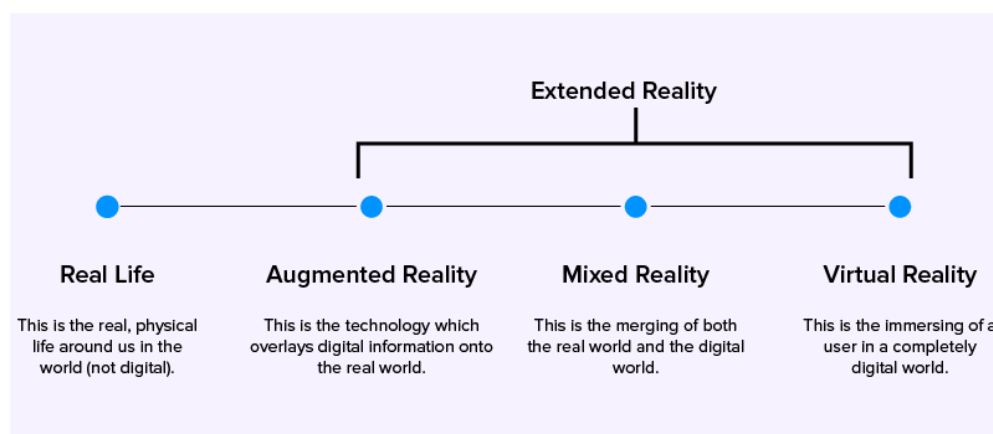 Extended Reality
Real Life
This is the real, physical
life around us in the
world (not digital).
Augmented Reality
This is the technology which
overlays digital information onto
the real world.
Mixed Reality
This is the merging of both
the real world and the digital
world.
Virtual Reality
This is the immersing of a
user in a completely
digital world.